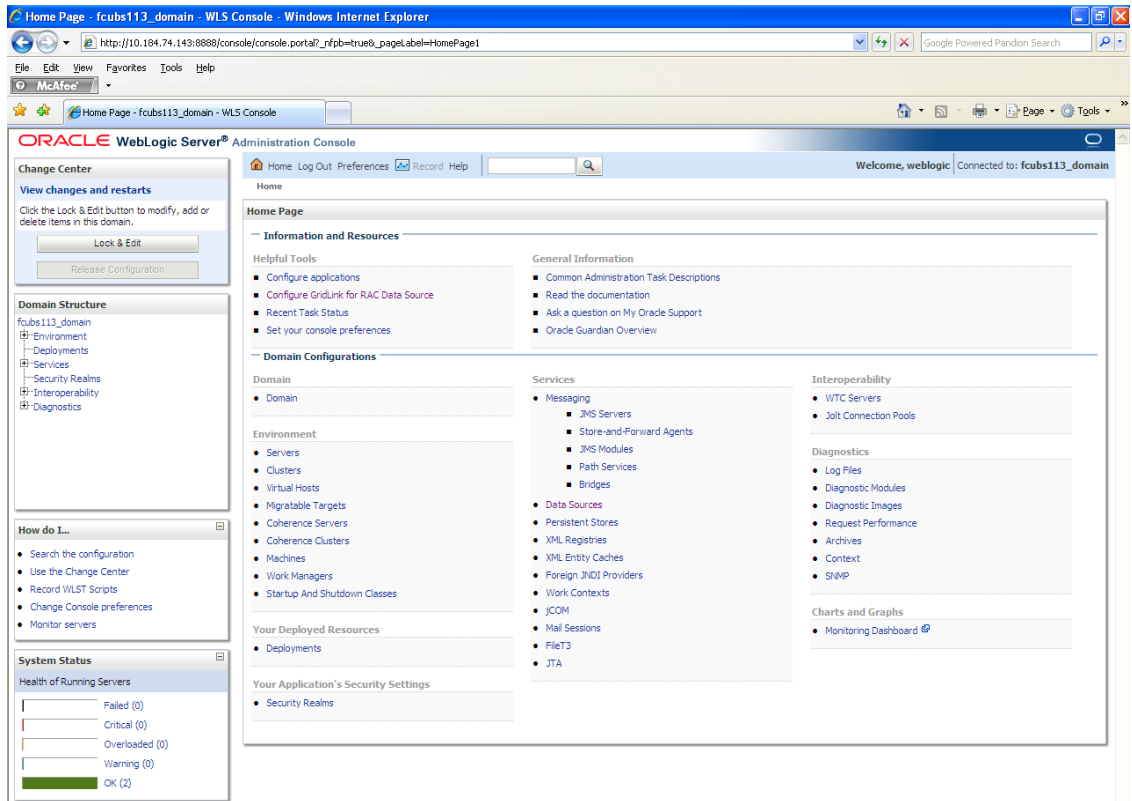 Home Page - fcubs113_domain - WLS Console - Windows Internet Explorer
http://10.184.74.143:8888/console/console.portal?_nfpb=true&_pageLabel=HomePage1
Google Powered Pandion Search
File Edit View Favorites Tools Help
McAfee
Home Page - fcubs113_domain - WLS Console
Page Tools
ORACLE WebLogic Server® Administration Console
Change Center
View changes and restarts
Click the Lock & Edit button to modify, add or
delete items in this domain.
Lock & Edit
Release Configuration
Domain Structure
fcubs113_domain
Environment
Deployments
Services
Security Realms
Interoperability
Diagnostics
How do I...
Search the configuration
Use the Change Center
Record WLST Scripts
Change Console preferences
Monitor servers
System Status
Health of Running Servers
Failed (0)
Critical (0)
Overloaded (0)
Warning (0)
OK (2)
Home Log Out Preferences Record Help
Welcome, weblogic Connected to: fcubs113_domain
Home
Home Page
Information and Resources
Helpful Tools
Configure applications
Configure GridLink for RAC Data Source
Recent Task Status
Set your console preferences
General Information
Common Administration Task Descriptions
Read the documentation
Ask a question on My Oracle Support
Oracle Guardian Overview
Domain Configurations
Domain
Domain
Environment
Servers
Clusters
Virtual Hosts
Migratable Targets
Coherence Servers
Coherence Clusters
Machines
Work Managers
Startup And Shutdown Classes
Your Deployed Resources
Deployments
Your Application's Security Settings
Security Realms
Services
Messaging
JMS Servers
Store-and-Forward Agents
JMS Modules
Path Services
Bridges
Data Sources
Persistent Stores
XML Registries
XML Entity Caches
Foreign JNDI Providers
Work Contexts
jCOM
Mail Sessions
FileT3
JTA
Interoperability
WTC Servers
Jolt Connection Pools
Diagnostics
Log Files
Diagnostic Modules
Diagnostic Images
Request Performance
Archives
Context
SNMP
Charts and Graphs
Monitoring Dashboard